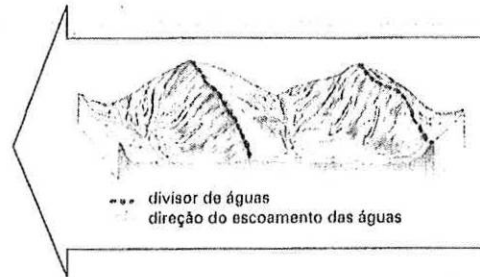 divisor de águas
direção do escoamento das águas